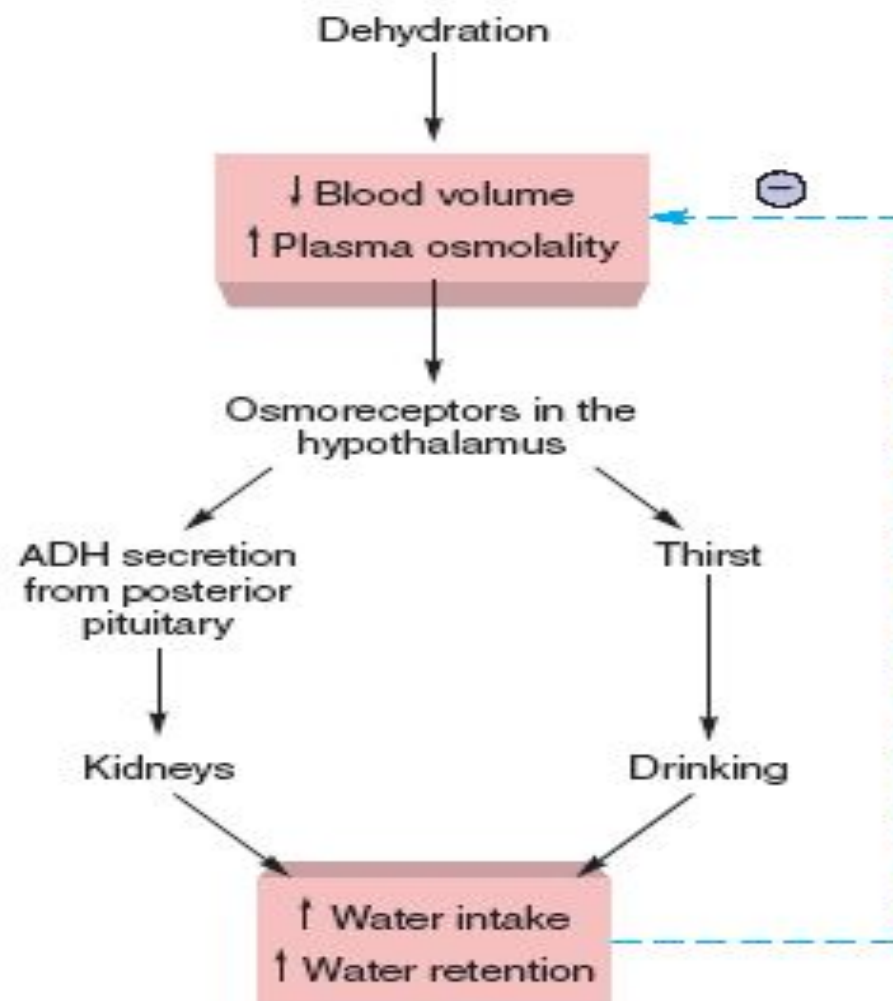 Dehydration
−
↓ Blood volume
↑ Plasma osmolality
Osmoreceptors in the
hypothalamus
ADH secretion
from posterior
pituitary
Thirst
Kidneys
Drinking
↑ Water intake
↑ Water retention